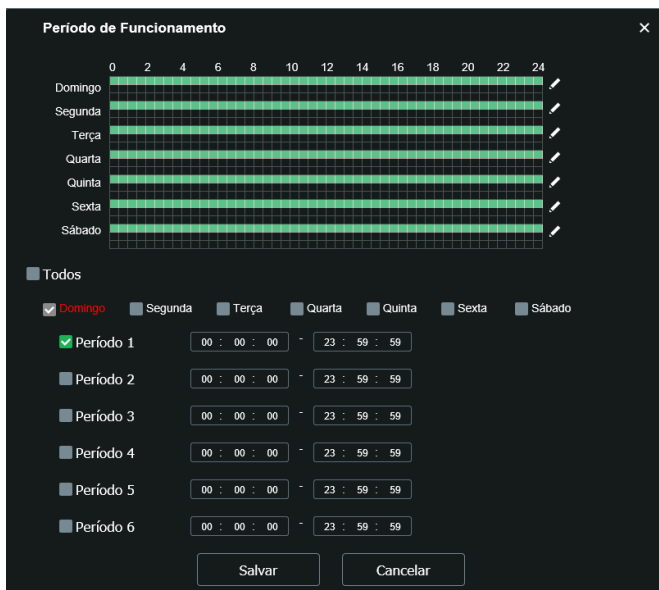 Período de Funcionamento ×
0 2 4 6 8 10 12 14 16 18 20 22 24
Domingo
Segunda
Terça
Quarta
Quinta
Sexta
Sábado
Todos
Domingo Segunda Terça Quarta Quinta Sexta Sábado
Período 1 00 : 00 : 00 - 23 : 59 : 59
Período 2 00 : 00 : 00 - 23 : 59 : 59
Período 3 00 : 00 : 00 - 23 : 59 : 59
Período 4 00 : 00 : 00 - 23 : 59 : 59
Período 5 00 : 00 : 00 - 23 : 59 : 59
Período 6 00 : 00 : 00 - 23 : 59 : 59
Salvar Cancelar